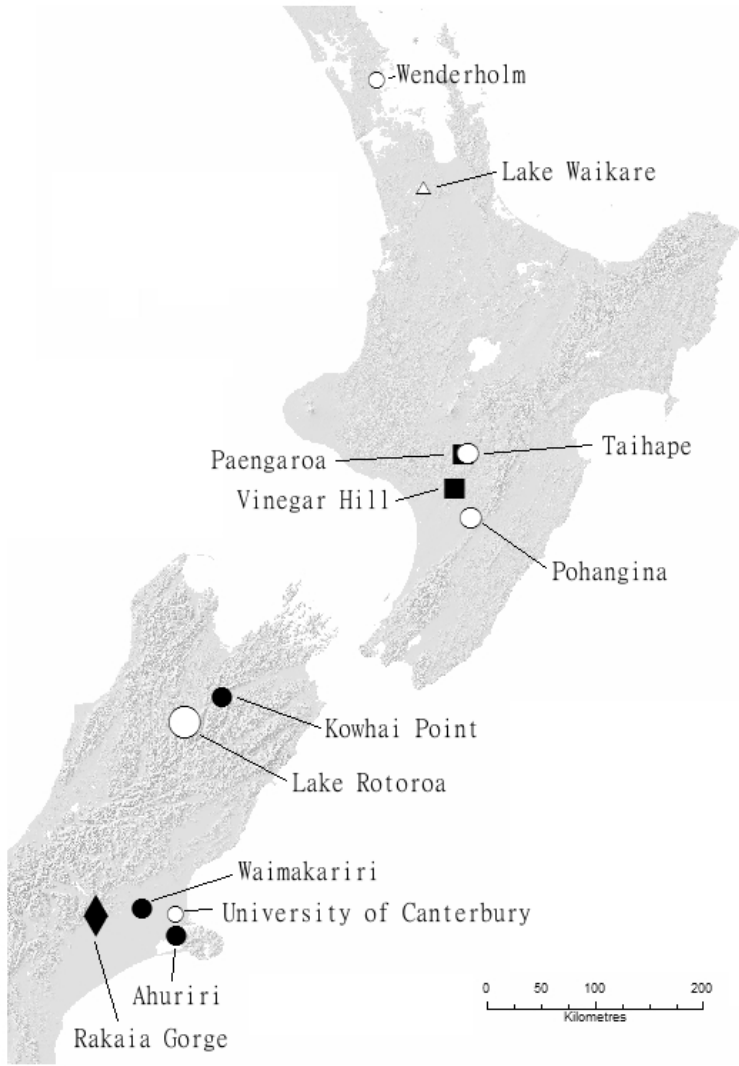 Wenderholm
Lake Waikare
Taihape
Paengaroa
Vinegar Hill
Pohangina
Kowhai Point
Lake Rotoroa
Waimakariri
University of Canterbury
Ahuriri
Rakaia Gorge
0 50 100 200
Kilometres